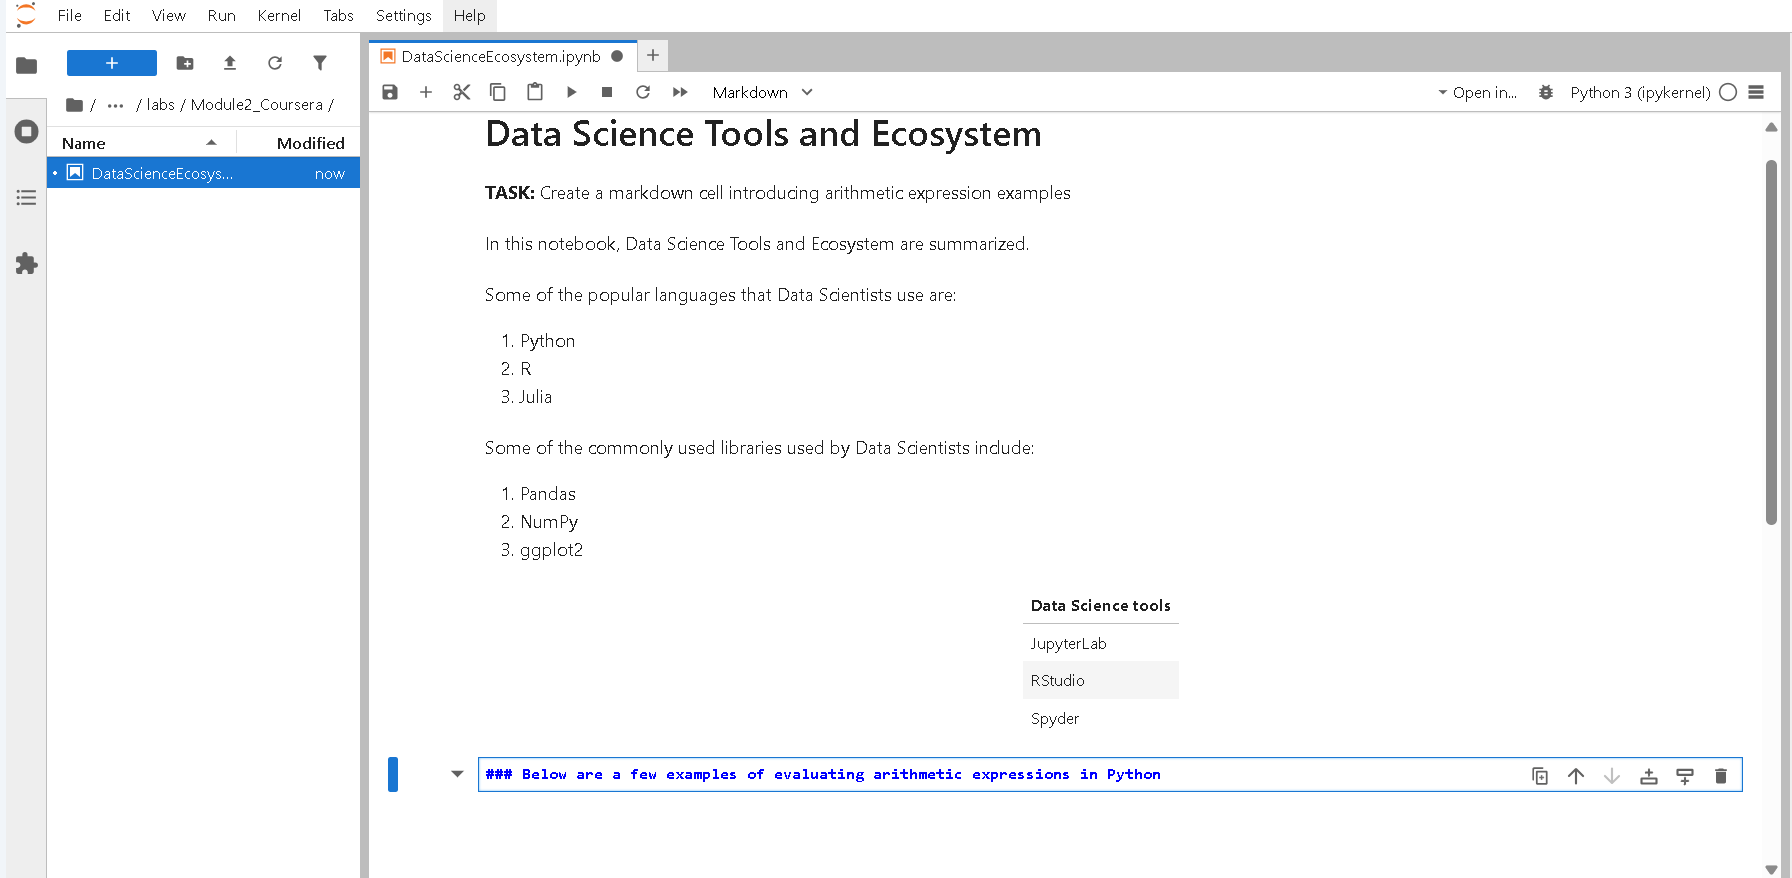 File Edit View Run Kernel Tabs Settings Help
+
/ ··· / labs / Module2_Coursera /
Name Modified
DataScienceEcosys... now
DataScienceEcosystem.ipynb
Markdown
Open in... Python 3 (ipykernel)
Data Science Tools and Ecosystem
TASK: Create a markdown cell introducing arithmetic expression examples
In this notebook, Data Science Tools and Ecosystem are summarized.
Some of the popular languages that Data Scientists use are:
1. Python
2. R
3. Julia
Some of the commonly used libraries used by Data Scientists include:
1. Pandas
2. NumPy
3. ggplot2
Data Science tools
JupyterLab
RStudio
Spyder
### Below are a few examples of evaluating arithmetic expressions in Python